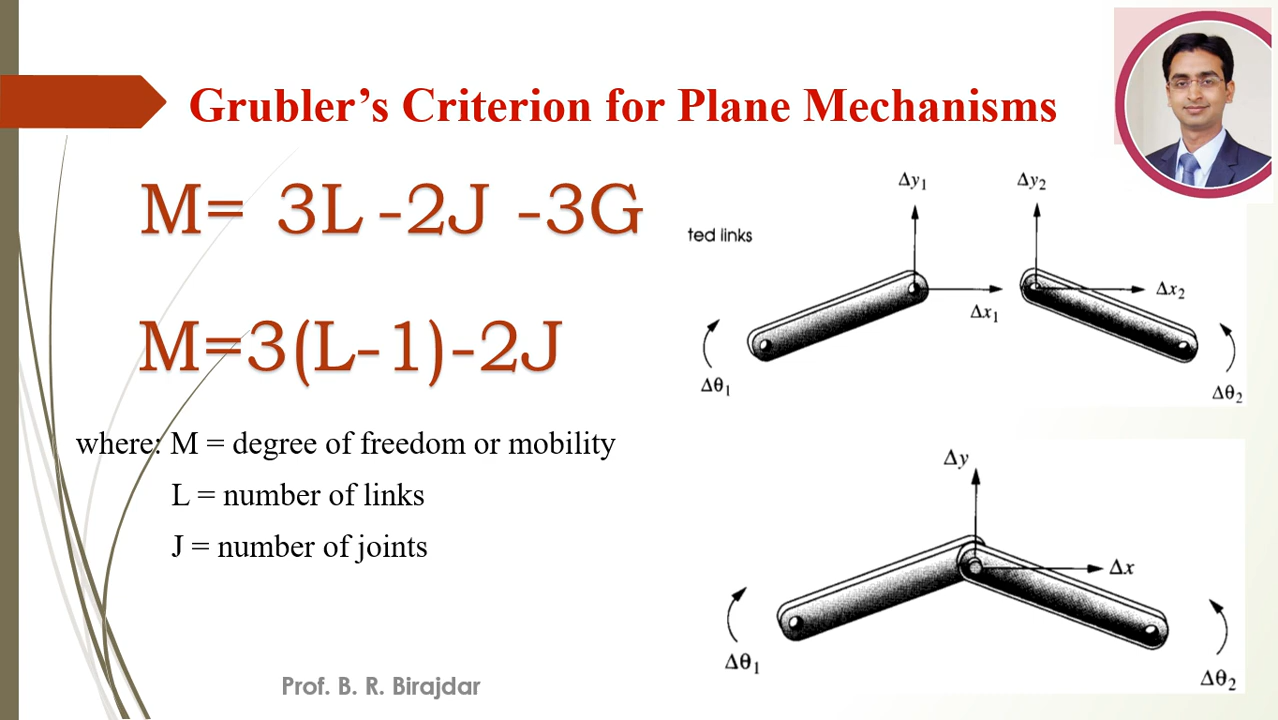 Grubler's Criterion for Plane Mechanisms
M= 3L -2J -3G
M=3(L-1)-2J
where: M = degree of freedom or mobility
L = number of links
J = number of joints
Prof. B. R. Birajdar
ted links
Δy₁
Δy₂
Δx₁
Δx₂
Δθ₁
Δθ₂
Δy
Δx
Δθ₁
Δθ₂